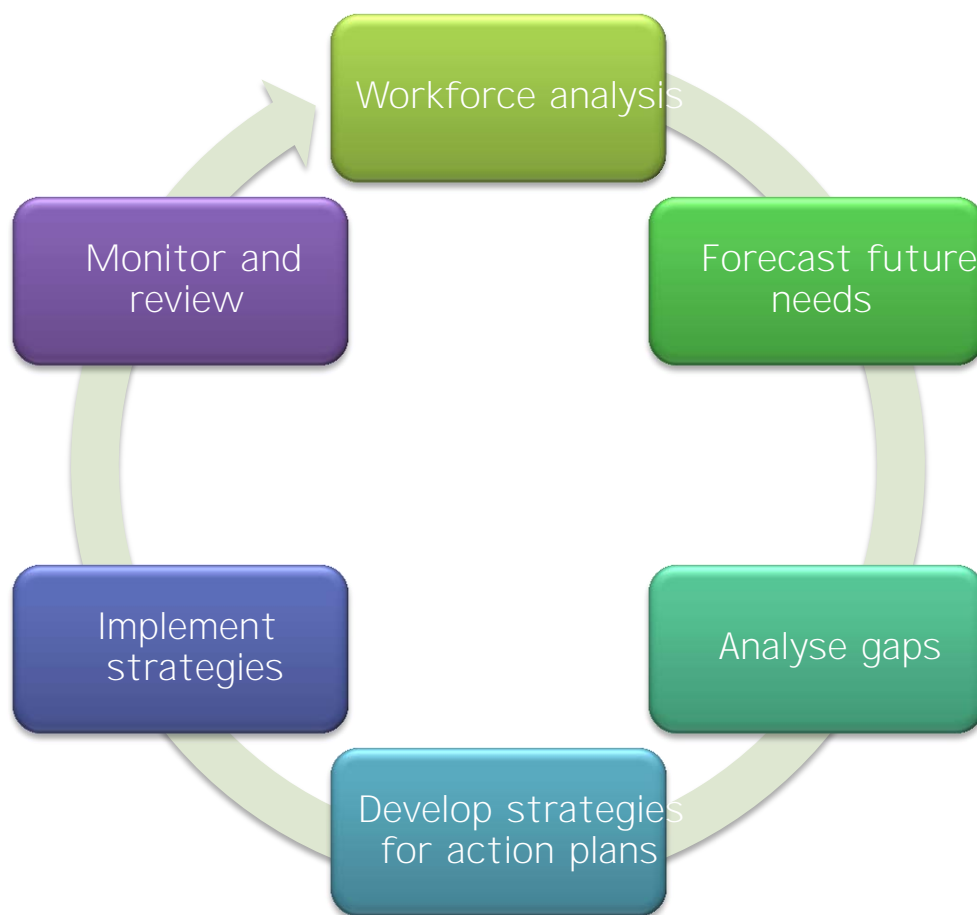 Workforce analysis
Forecast future
needs
Analyse gaps
Develop strategies
for action plans
Implement
strategies
Monitor and
review